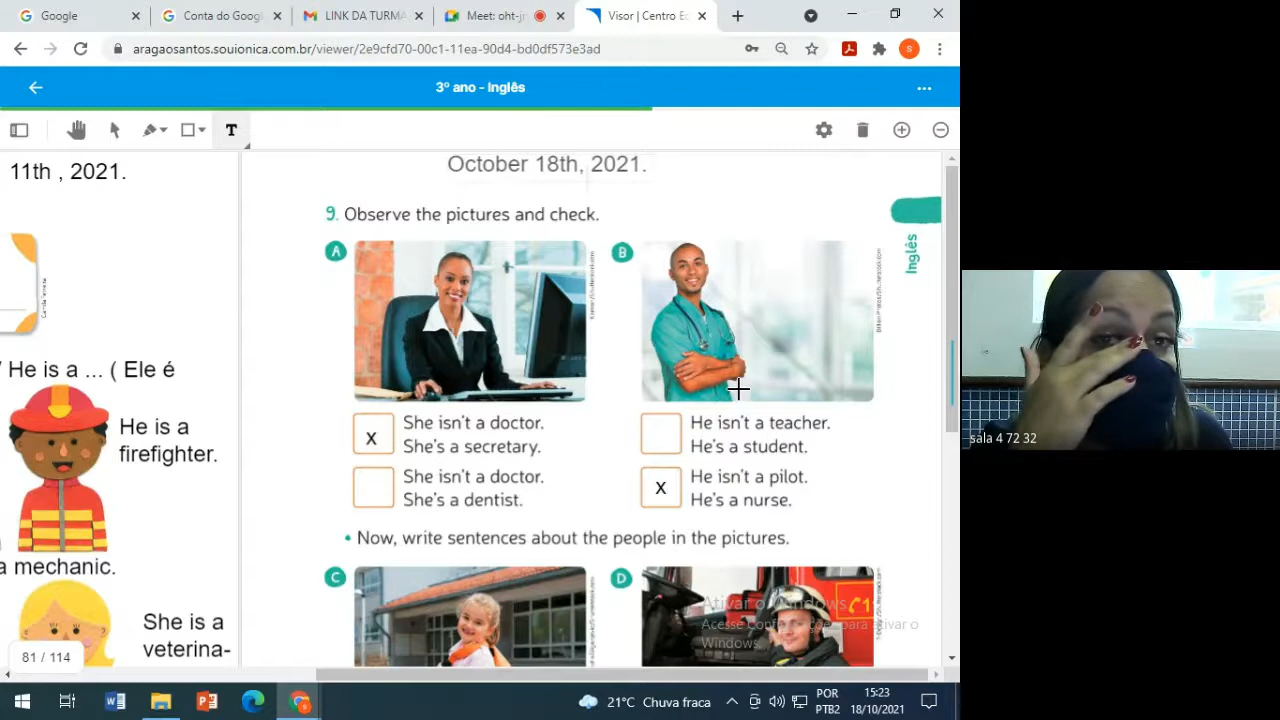 Google
Conta do Googl
LINK DA TURMA
Meet: oht-jr
Visor | Centro Ed
aragaosantos.souionica.com.br/viewer/2e9cfd70-00c1-11ea-90d4-bd0df573e3ad
S
3º ano - Inglês
T
11th , 2021.
October 18th, 2021.
9. Observe the pictures and check.
Inglês
A
B
He is a ... ( Ele é
He is a
firefighter.
x
She isn't a doctor.
She's a secretary.
She isn't a doctor.
She's a dentist.
He isn't a teacher.
He's a student.
X
He isn't a pilot.
He's a nurse.
• Now, write sentences about the people in the pictures.
a mechanic.
C
D
She is a
veterina-
Ativar o Windows
Acesse Configurações para ativar o
Windows.
81 / 114
sala 4 72 32
21°C Chuva fraca
POR
PTB2
15:23
18/10/2021